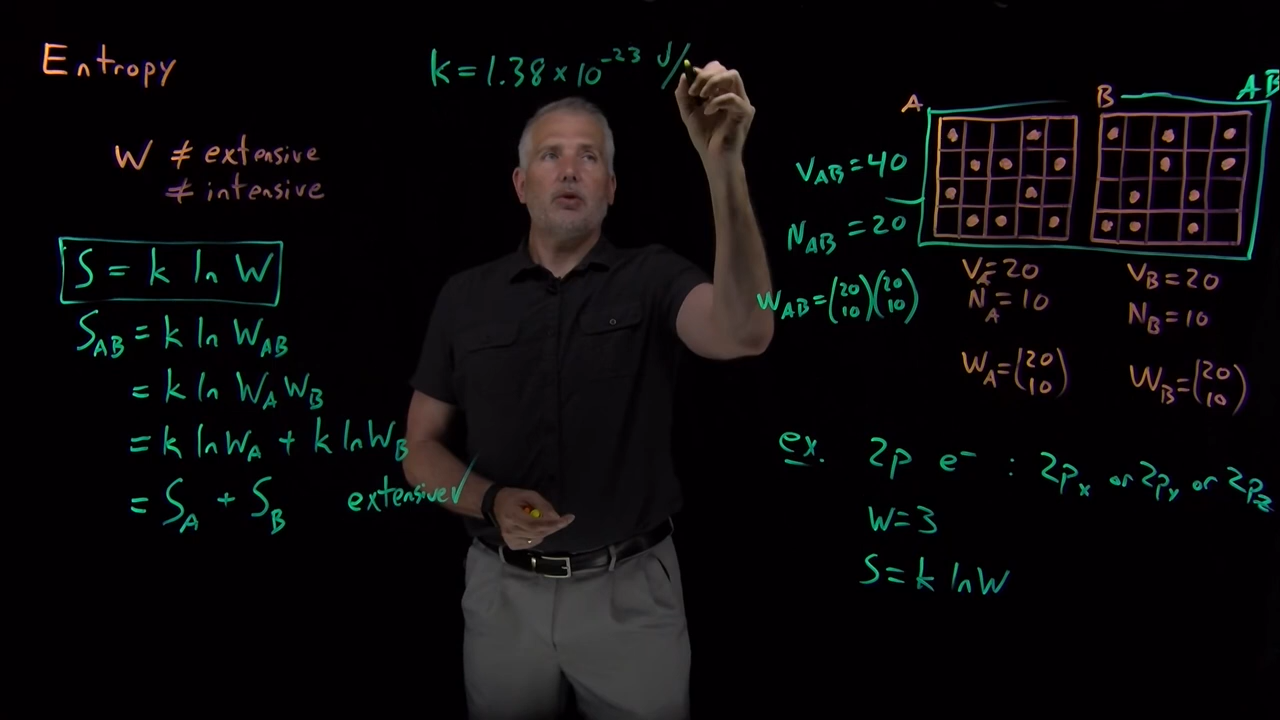 Entropy
k = 1.38 × 10⁻²³ J/
W ≠ extensive
≠ intensive
S = k ln W
S_AB = k ln W_AB
= k ln W_A W_B
= k ln W_A + k ln W_B
= S_A + S_B extensive ✓
A B AB
V_AB = 40
N_AB = 20
W_AB = (20 10)(20 10)
V_A = 20
N_A = 10
W_A = (20 10)
V_B = 20
N_B = 10
W_B = (20 10)
ex. 2p e⁻ : 2p_x or 2p_y or 2p_z
W = 3
S = k ln W